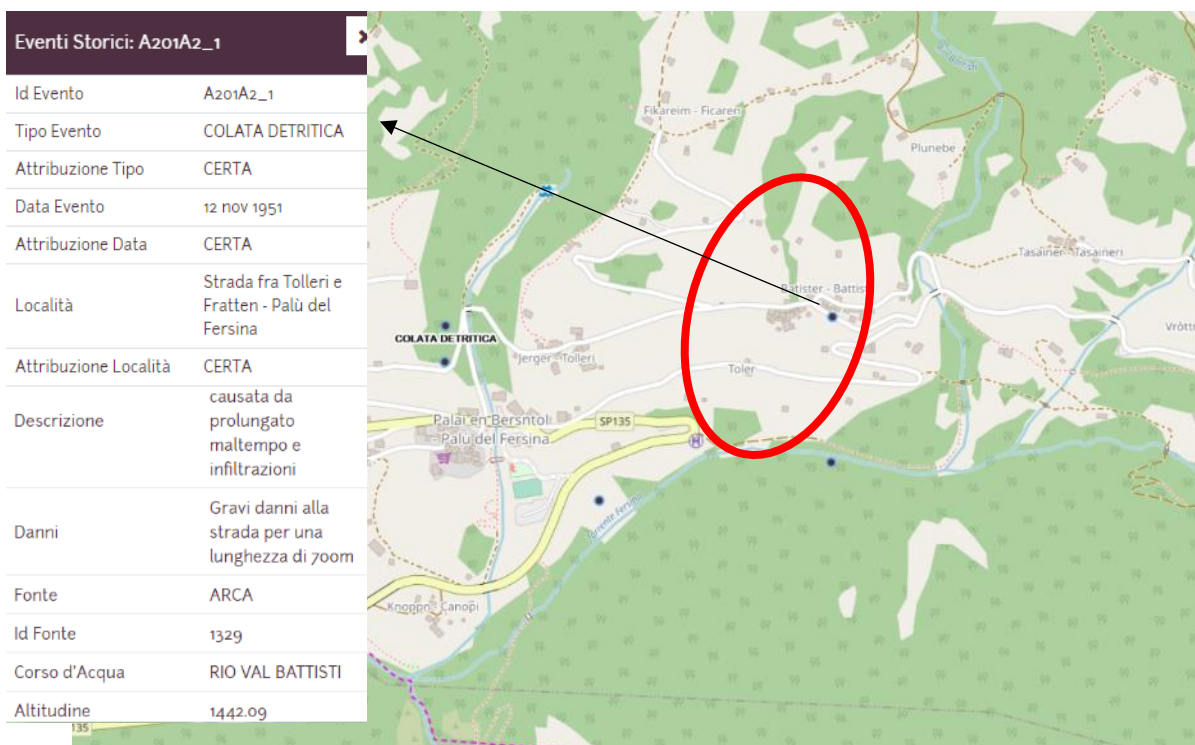 Eventi Storici: A201A2_1
Id Evento A201A2_1
Tipo Evento COLATA DETRITICA
Attribuzione Tipo CERTA
Data Evento 12 nov 1951
Attribuzione Data CERTA
Località Strada fra Tolleri e
Fratten - Palù del
Fersina
Attribuzione Località CERTA
Descrizione causata da
prolungato
maltempo e
infiltrazioni
Danni Gravi danni alla
strada per una
lunghezza di 700m
Fonte ARCA
Id Fonte 1329
Corso d'Acqua RIO VAL BATTISTI
Altitudine 1442.09
135
Fikareim - Ficareri
Plunebe
Tasainer - Tasaineri
Batister - Battist
Vròttn
COLATA DETRITICA
Jerger - Tolleri
Toler
Palai en Bersntol
- Palù del Fersina
SP135
H
Torrente Fersina
Knoppn - Canopi